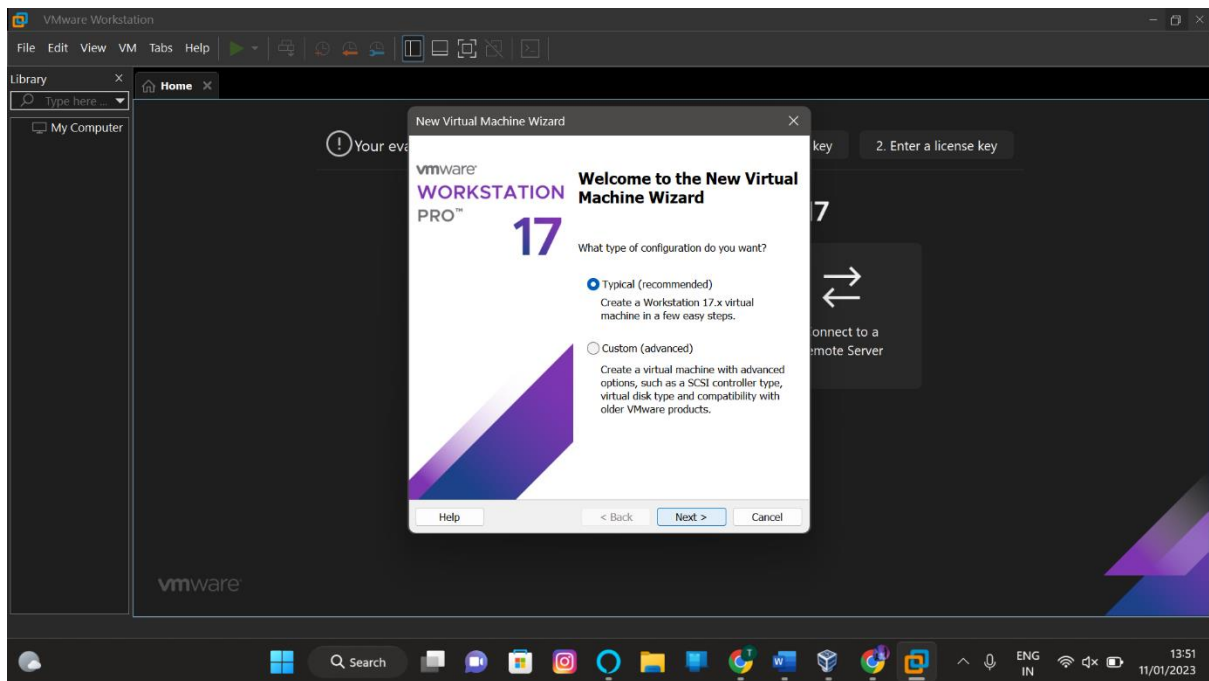 VMware Workstation
File Edit View VM Tabs Help
Library X
Home
Type here ...
My Computer
New Virtual Machine Wizard
Your eva
key
2. Enter a license key
vmware
WORKSTATION
PRO™
17
Welcome to the New Virtual
Machine Wizard
17
What type of configuration do you want?
Typical (recommended)
Create a Workstation 17.x virtual
machine in a few easy steps.
onnect to a
emote Server
Custom (advanced)
Create a virtual machine with advanced
options, such as a SCSI controller type,
virtual disk type and compatibility with
older VMware products.
Help
< Back
Next >
Cancel
vmware
Search
ENG
IN
13:51
11/01/2023